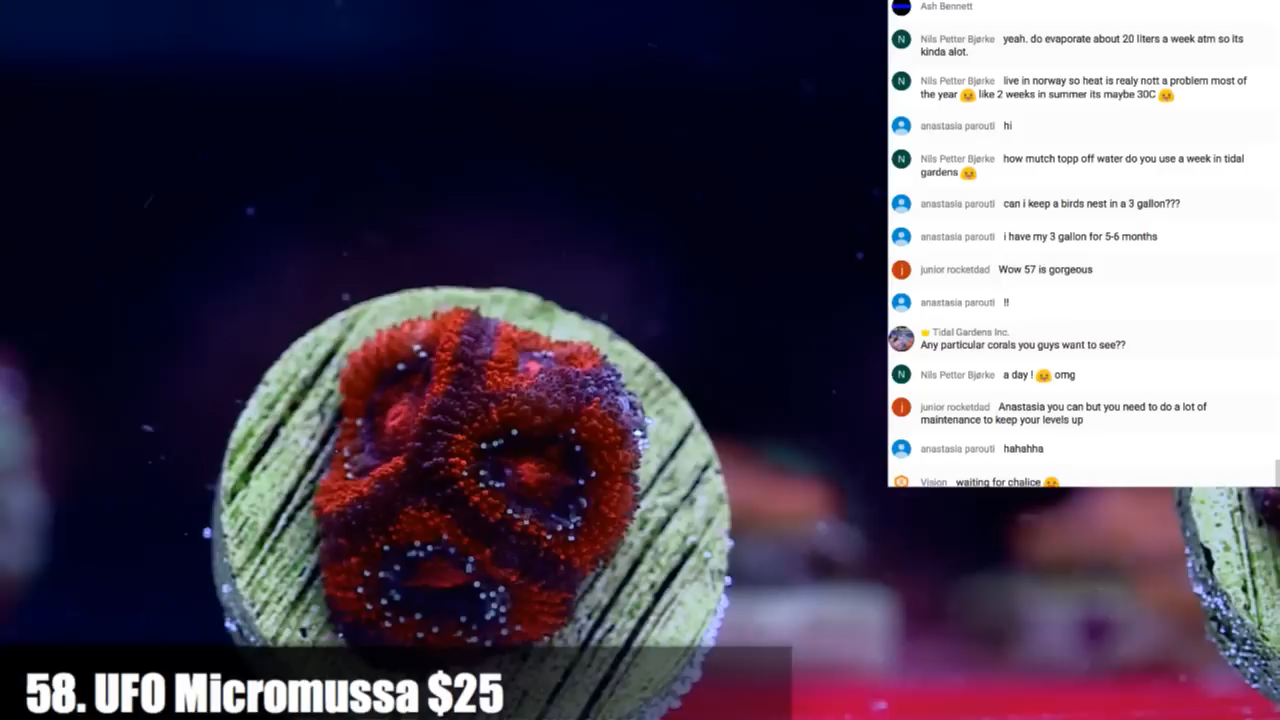 Ash Bennett
N Nils Petter Bjørke yeah. do evaporate about 20 liters a week atm so its
kinda alot.
N Nils Petter Bjørke live in norway so heat is realy nott a problem most of
the year like 2 weeks in summer its maybe 30C
anastasia parouti hi
N Nils Petter Bjørke how mutch topp off water do you use a week in tidal
gardens
anastasia parouti can i keep a birds nest in a 3 gallon???
anastasia parouti i have my 3 gallon for 5-6 months
j junior rocketdad Wow 57 is gorgeous
anastasia parouti !!
Tidal Gardens Inc.
Any particular corals you guys want to see??
N Nils Petter Bjørke a day ! omg
j junior rocketdad Anastasia you can but you need to do a lot of
maintenance to keep your levels up
anastasia parouti hahahha
Vision waiting for chalice
58. UFO Micromussa $25